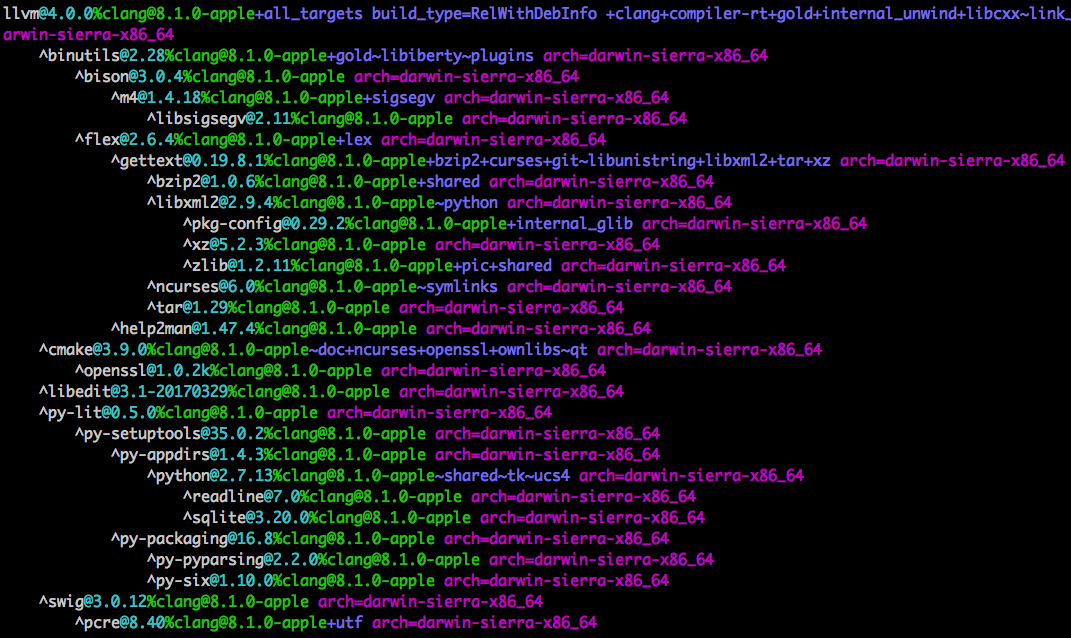 llvm@4.0.0%clang@8.1.0-apple+all_targets build_type=RelWithDebInfo +clang+compiler-rt+gold+internal_unwind+libcxx~link_
arwin-sierra-x86_64
^binutils@2.28%clang@8.1.0-apple+gold~libiberty~plugins arch=darwin-sierra-x86_64
^bison@3.0.4%clang@8.1.0-apple arch=darwin-sierra-x86_64
^m4@1.4.18%clang@8.1.0-apple+sigsegv arch=darwin-sierra-x86_64
^libsigsegv@2.11%clang@8.1.0-apple arch=darwin-sierra-x86_64
^flex@2.6.4%clang@8.1.0-apple+lex arch=darwin-sierra-x86_64
^gettext@0.19.8.1%clang@8.1.0-apple+bzip2+curses+git~libunistring+libxml2+tar+xz arch=darwin-sierra-x86_64
^bzip2@1.0.6%clang@8.1.0-apple+shared arch=darwin-sierra-x86_64
^libxml2@2.9.4%clang@8.1.0-apple~python arch=darwin-sierra-x86_64
^pkg-config@0.29.2%clang@8.1.0-apple+internal_glib arch=darwin-sierra-x86_64
^xz@5.2.3%clang@8.1.0-apple arch=darwin-sierra-x86_64
^zlib@1.2.11%clang@8.1.0-apple+pic+shared arch=darwin-sierra-x86_64
^ncurses@6.0%clang@8.1.0-apple~symlinks arch=darwin-sierra-x86_64
^tar@1.29%clang@8.1.0-apple arch=darwin-sierra-x86_64
^help2man@1.47.4%clang@8.1.0-apple arch=darwin-sierra-x86_64
^cmake@3.9.0%clang@8.1.0-apple~doc+ncurses+openssl+ownlibs~qt arch=darwin-sierra-x86_64
^openssl@1.0.2k%clang@8.1.0-apple arch=darwin-sierra-x86_64
^libedit@3.1-20170329%clang@8.1.0-apple arch=darwin-sierra-x86_64
^py-lit@0.5.0%clang@8.1.0-apple arch=darwin-sierra-x86_64
^py-setuptools@35.0.2%clang@8.1.0-apple arch=darwin-sierra-x86_64
^py-appdirs@1.4.3%clang@8.1.0-apple arch=darwin-sierra-x86_64
^python@2.7.13%clang@8.1.0-apple~shared~tk~ucs4 arch=darwin-sierra-x86_64
^readline@7.0%clang@8.1.0-apple arch=darwin-sierra-x86_64
^sqlite@3.20.0%clang@8.1.0-apple arch=darwin-sierra-x86_64
^py-packaging@16.8%clang@8.1.0-apple arch=darwin-sierra-x86_64
^py-pyparsing@2.2.0%clang@8.1.0-apple arch=darwin-sierra-x86_64
^py-six@1.10.0%clang@8.1.0-apple arch=darwin-sierra-x86_64
^swig@3.0.12%clang@8.1.0-apple arch=darwin-sierra-x86_64
^pcre@8.40%clang@8.1.0-apple+utf arch=darwin-sierra-x86_64